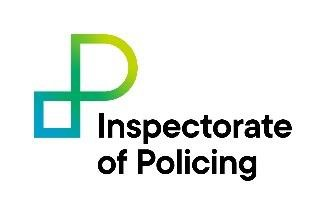 Inspectorate
of Policing